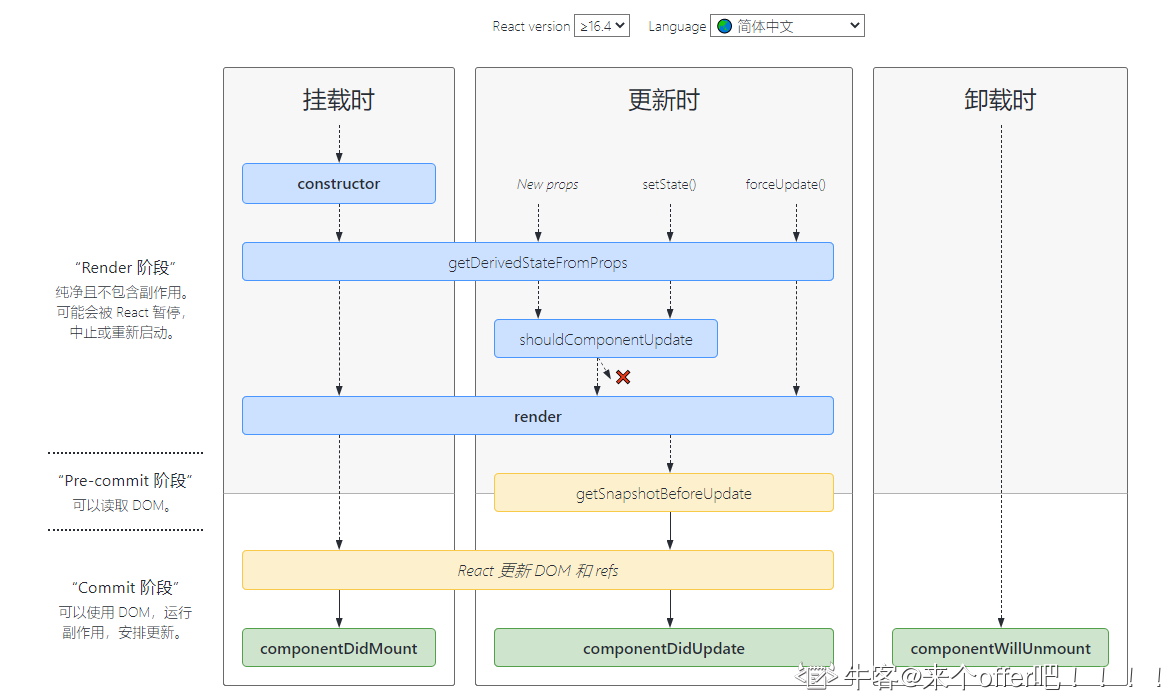 React version ≥16.4 Language 简体中文
挂载时 更新时 卸载时
constructor
New props setState() forceUpdate()
getDerivedStateFromProps
“Render 阶段”
纯净且不包含副作用。
可能会被 React 暂停，
中止或重新启动。
shouldComponentUpdate
render
“Pre-commit 阶段”
可以读取 DOM。
getSnapshotBeforeUpdate
React 更新 DOM 和 refs
“Commit 阶段”
可以使用 DOM，运行
副作用，安排更新。
componentDidMount componentDidUpdate componentWillUnmount
牛客@来个offer吧！！！！